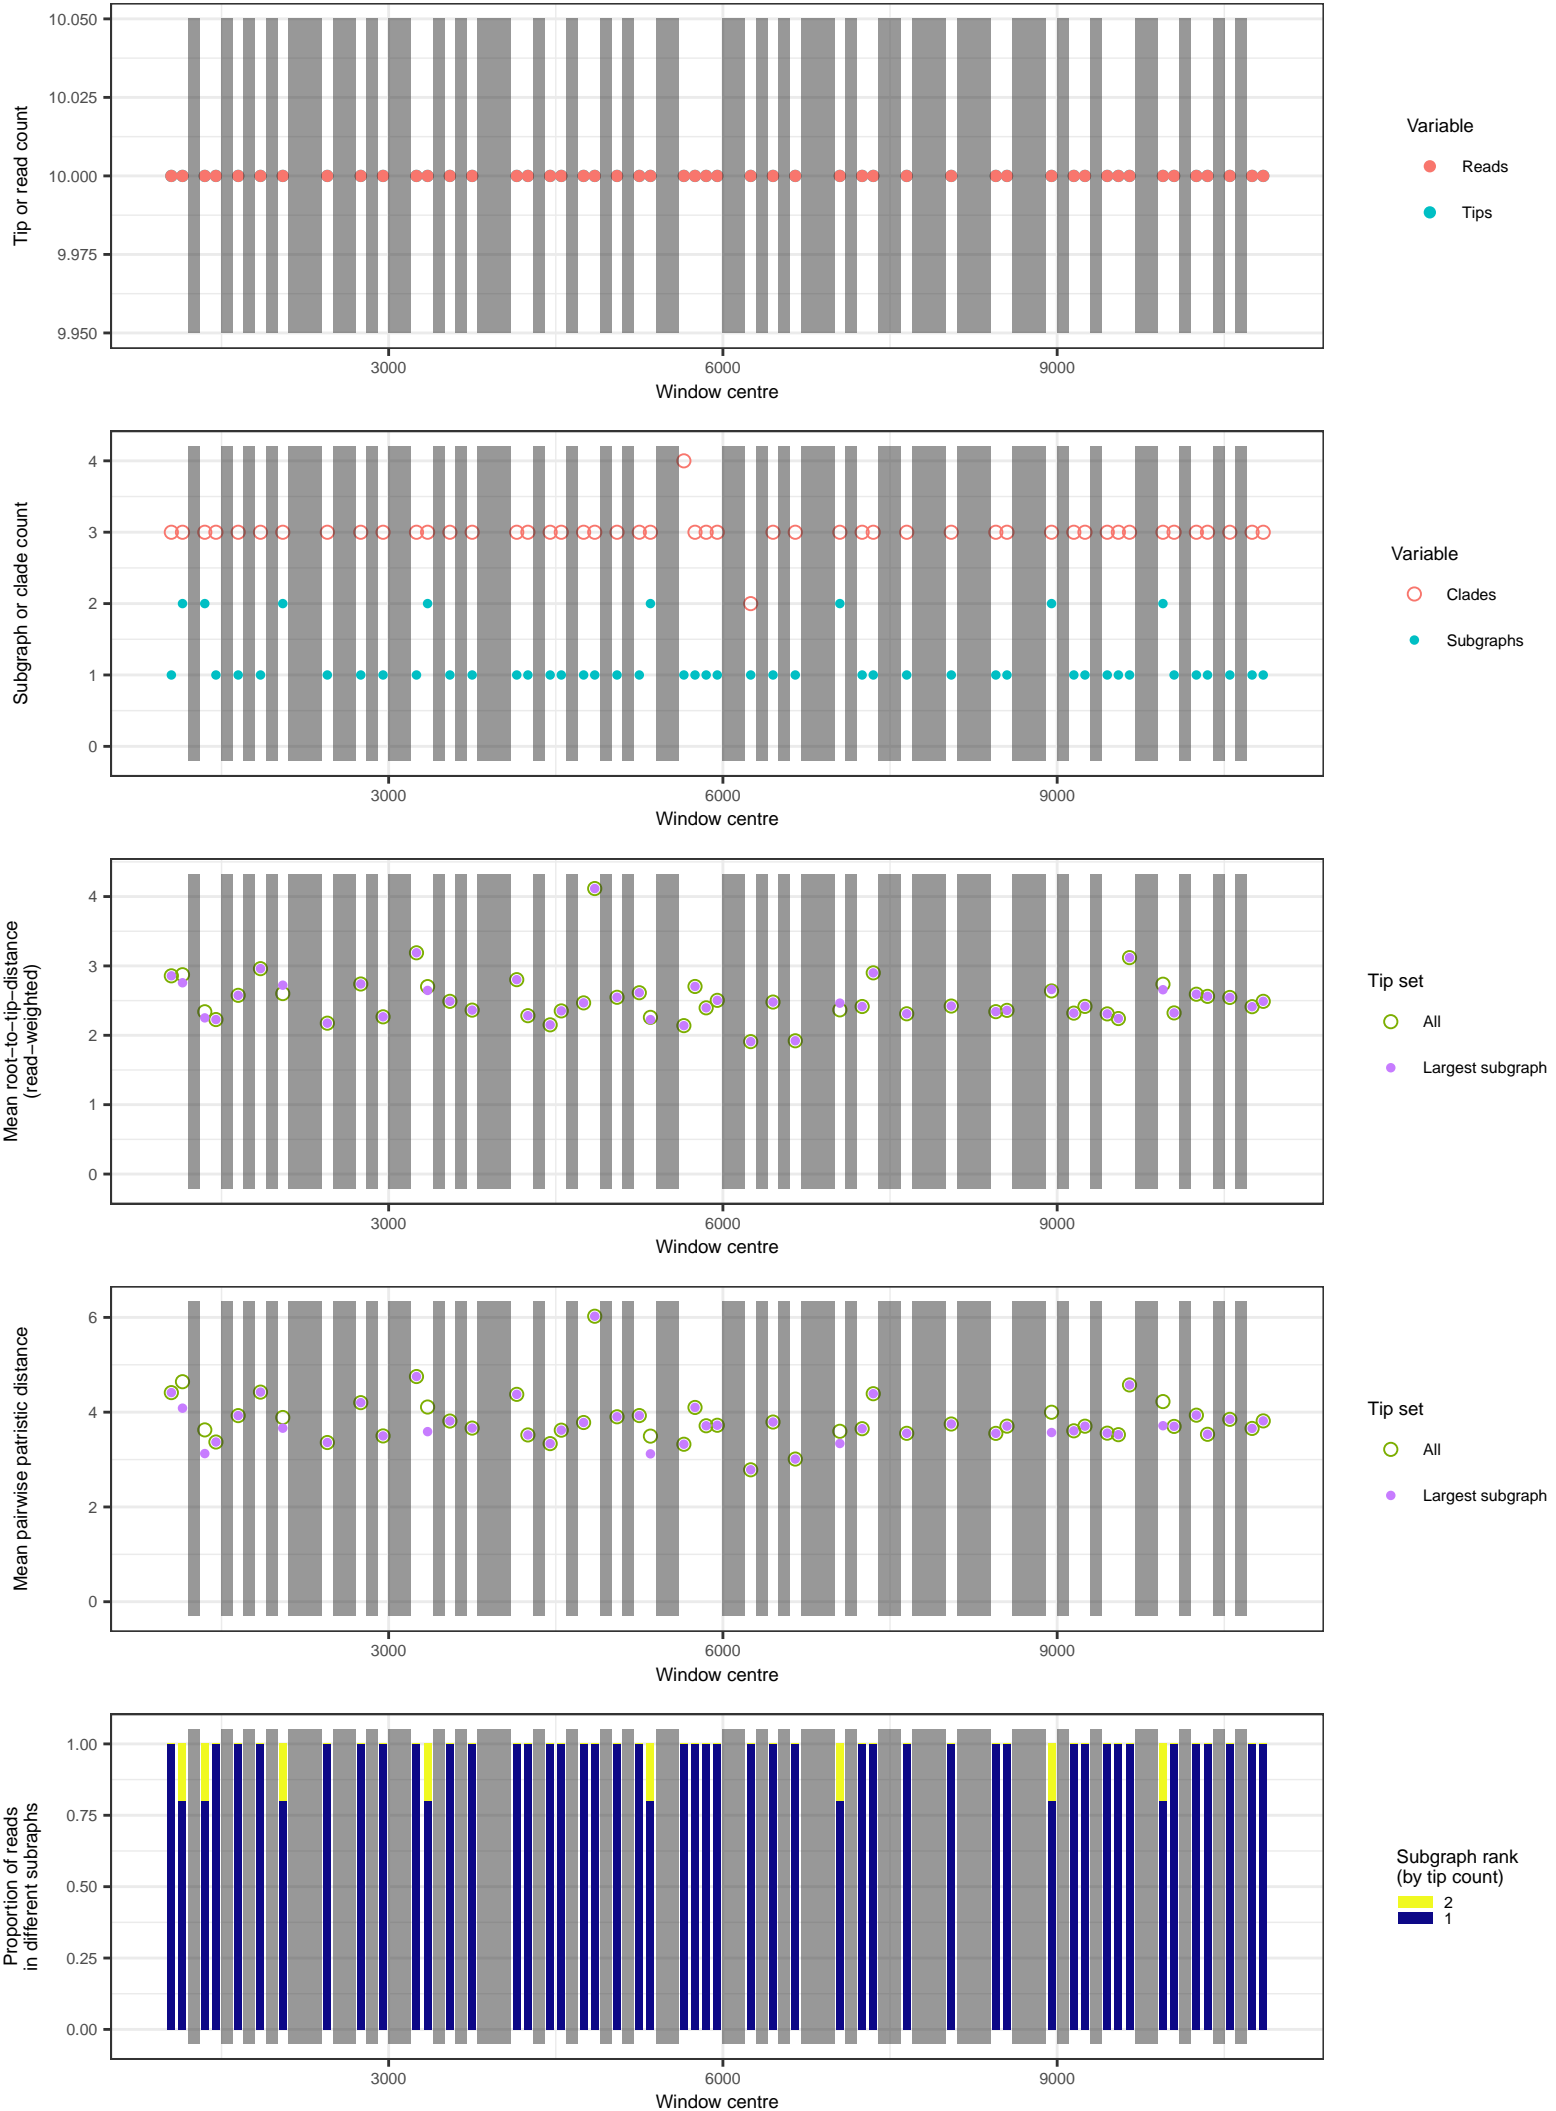 10.050
10.025
10.000
9.975
9.950
Tip or read count
3000
6000
9000
Window centre
Variable
Reads
Tips
4
3
2
1
0
Subgraph or clade count
3000
6000
9000
Window centre
Variable
Clades
Subgraphs
4
3
2
1
0
Mean root−to−tip−distance
(read−weighted)
3000
6000
9000
Window centre
Tip set
All
Largest subgraph
6
4
2
0
Mean pairwise patristic distance
3000
6000
9000
Window centre
Tip set
All
Largest subgraph
1.00
0.75
0.50
0.25
0.00
Proportion of reads
in different subraphs
3000
6000
9000
Window centre
Subgraph rank
(by tip count)
2
1